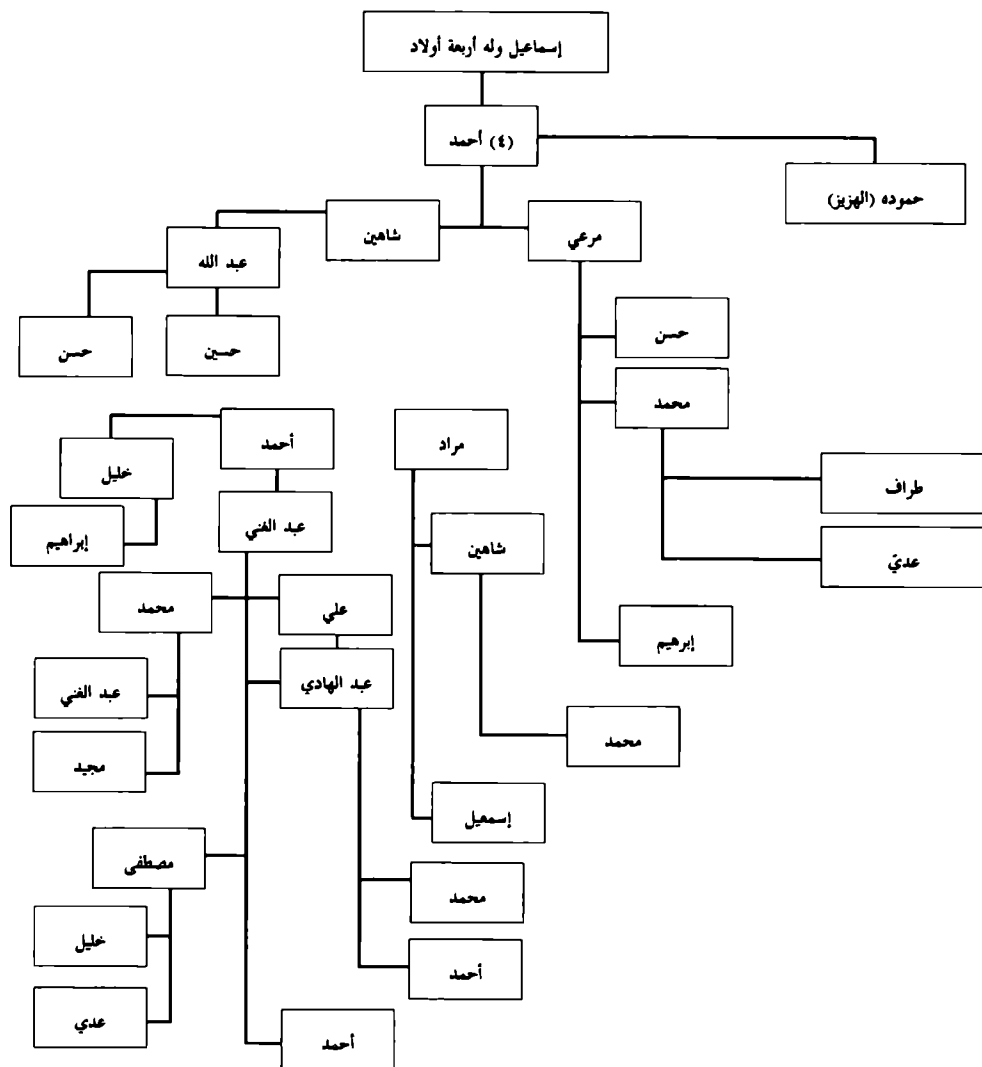 إسماعيل وله أربعة أولاد
(٤) أحمد
حموده (الهزيز)
مرعي
شاهين
عبد الله
حسن
حسين
حسن
محمد
أحمد
مراد
خليل
طراف
عبد الغني
إبراهيم
شاهين
عديّ
علي
محمد
إبرهيم
عبد الهادي
عبد الغني
محمد
مجيد
إسمعيل
مصطفى
محمد
خليل
أحمد
عدي
أحمد